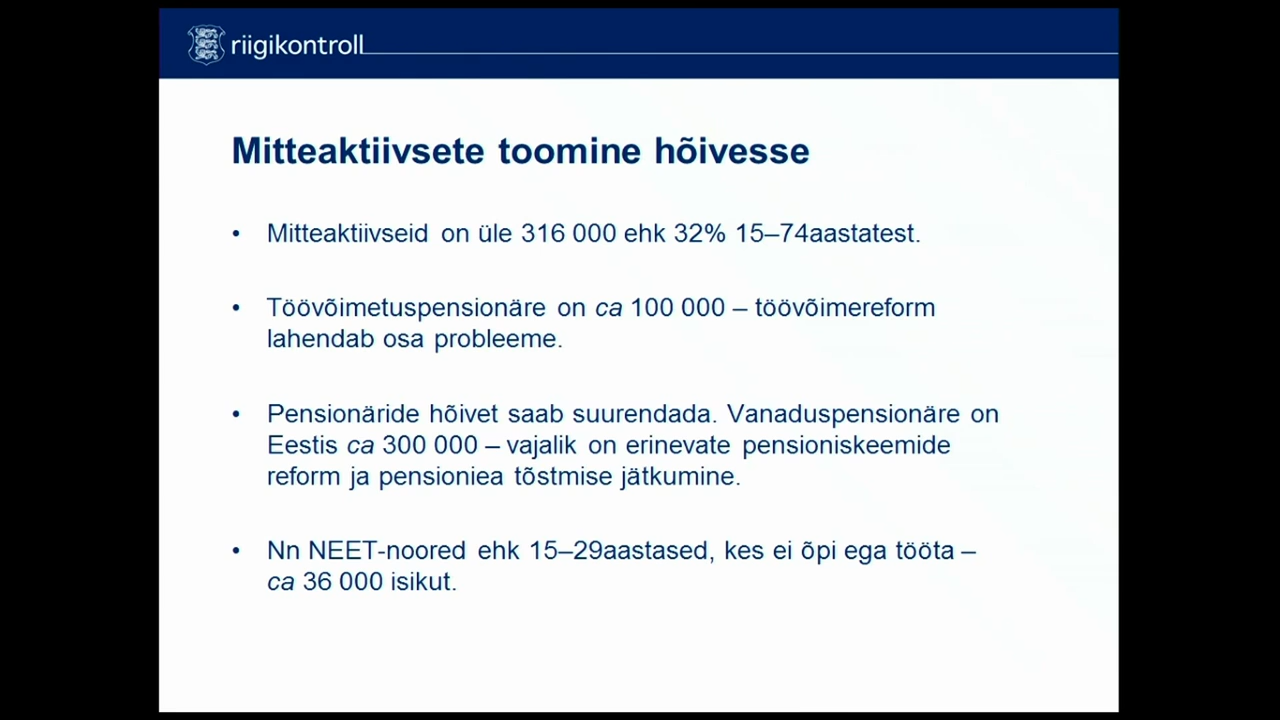 riigikontroll
Mitteaktiivsete toomine hõivesse
• Mitteaktiivseid on üle 316 000 ehk 32% 15–74aastatest.
• Töövõimetuspensionäre on ca 100 000 – töövõimereform
lahendab osa probleeme.
• Pensionäride hõivet saab suurendada. Vanaduspensionäre on
Eestis ca 300 000 – vajalik on erinevate pensioniskeemide
reform ja pensioniea tõstmise jätkumine.
• Nn NEET-noored ehk 15–29aastased, kes ei õpi ega tööta –
ca 36 000 isikut.